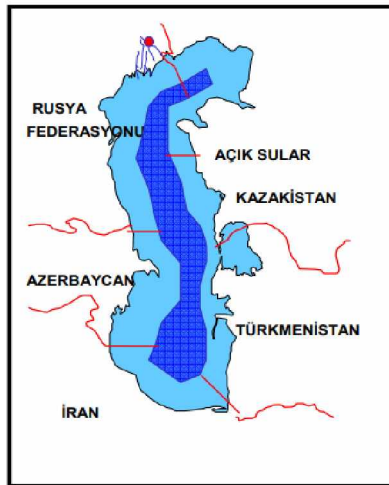 RUSYA
FEDERASYONU
AÇIK SULAR
KAZAKİSTAN
AZERBAYCAN
TÜRKMENİSTAN
İRAN